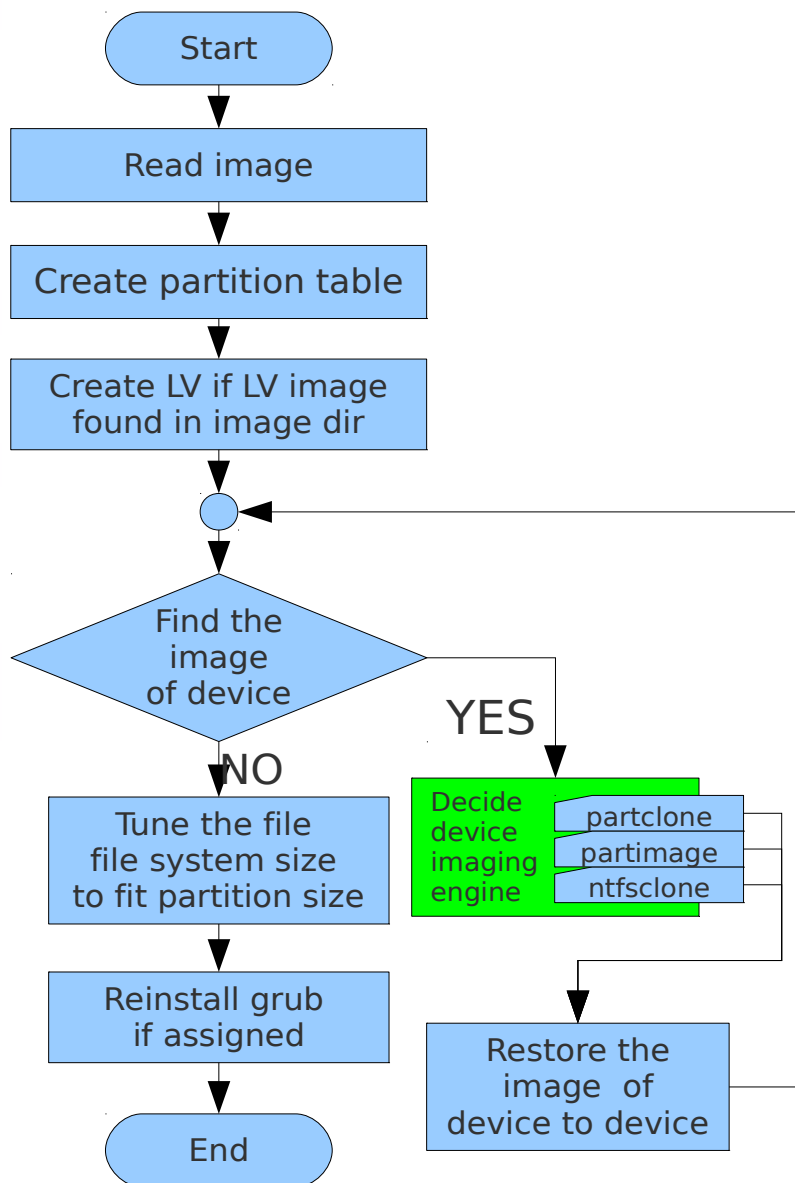 Start
Read image
Create partition table
Create LV if LV image
found in image dir
Find the
image
of device
YES
NO
Decide
device
imaging
engine
partclone
partimage
ntfsclone
Tune the file
file system size
to fit partition size
Reinstall grub
if assigned
Restore the
image of
device to device
End